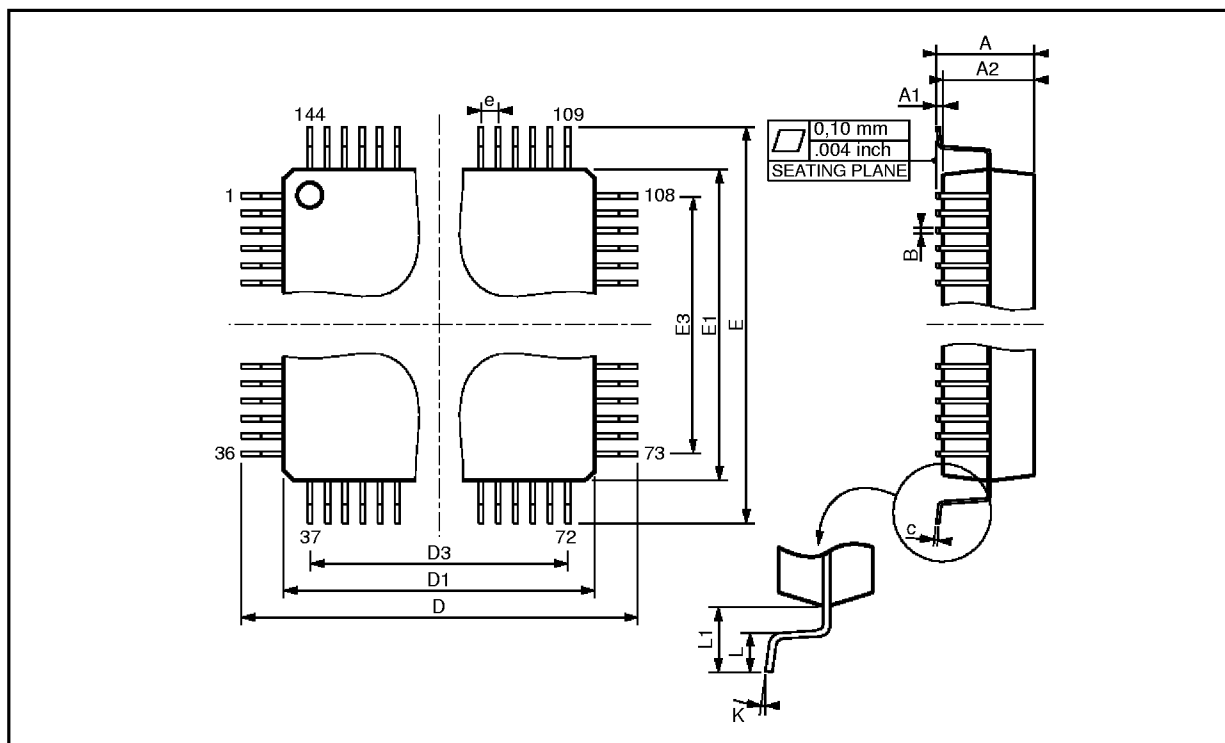 A
A2
A1
144
e
109
0,10 mm
.004 inch
SEATING PLANE
1
108
B
E3
E1
E
36
73
37
72
c
D3
D1
D
L1
L
K